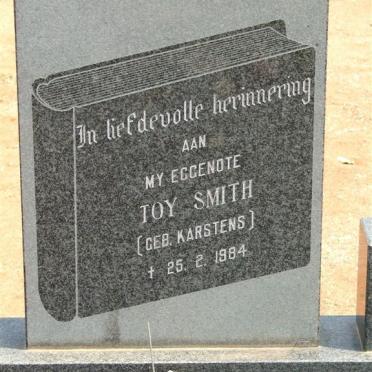 In liefdevolle herinnering
AAN
MY EGGENOTE
TOY SMITH
(GEB. KARSTENS)
† 25. 2. 1984